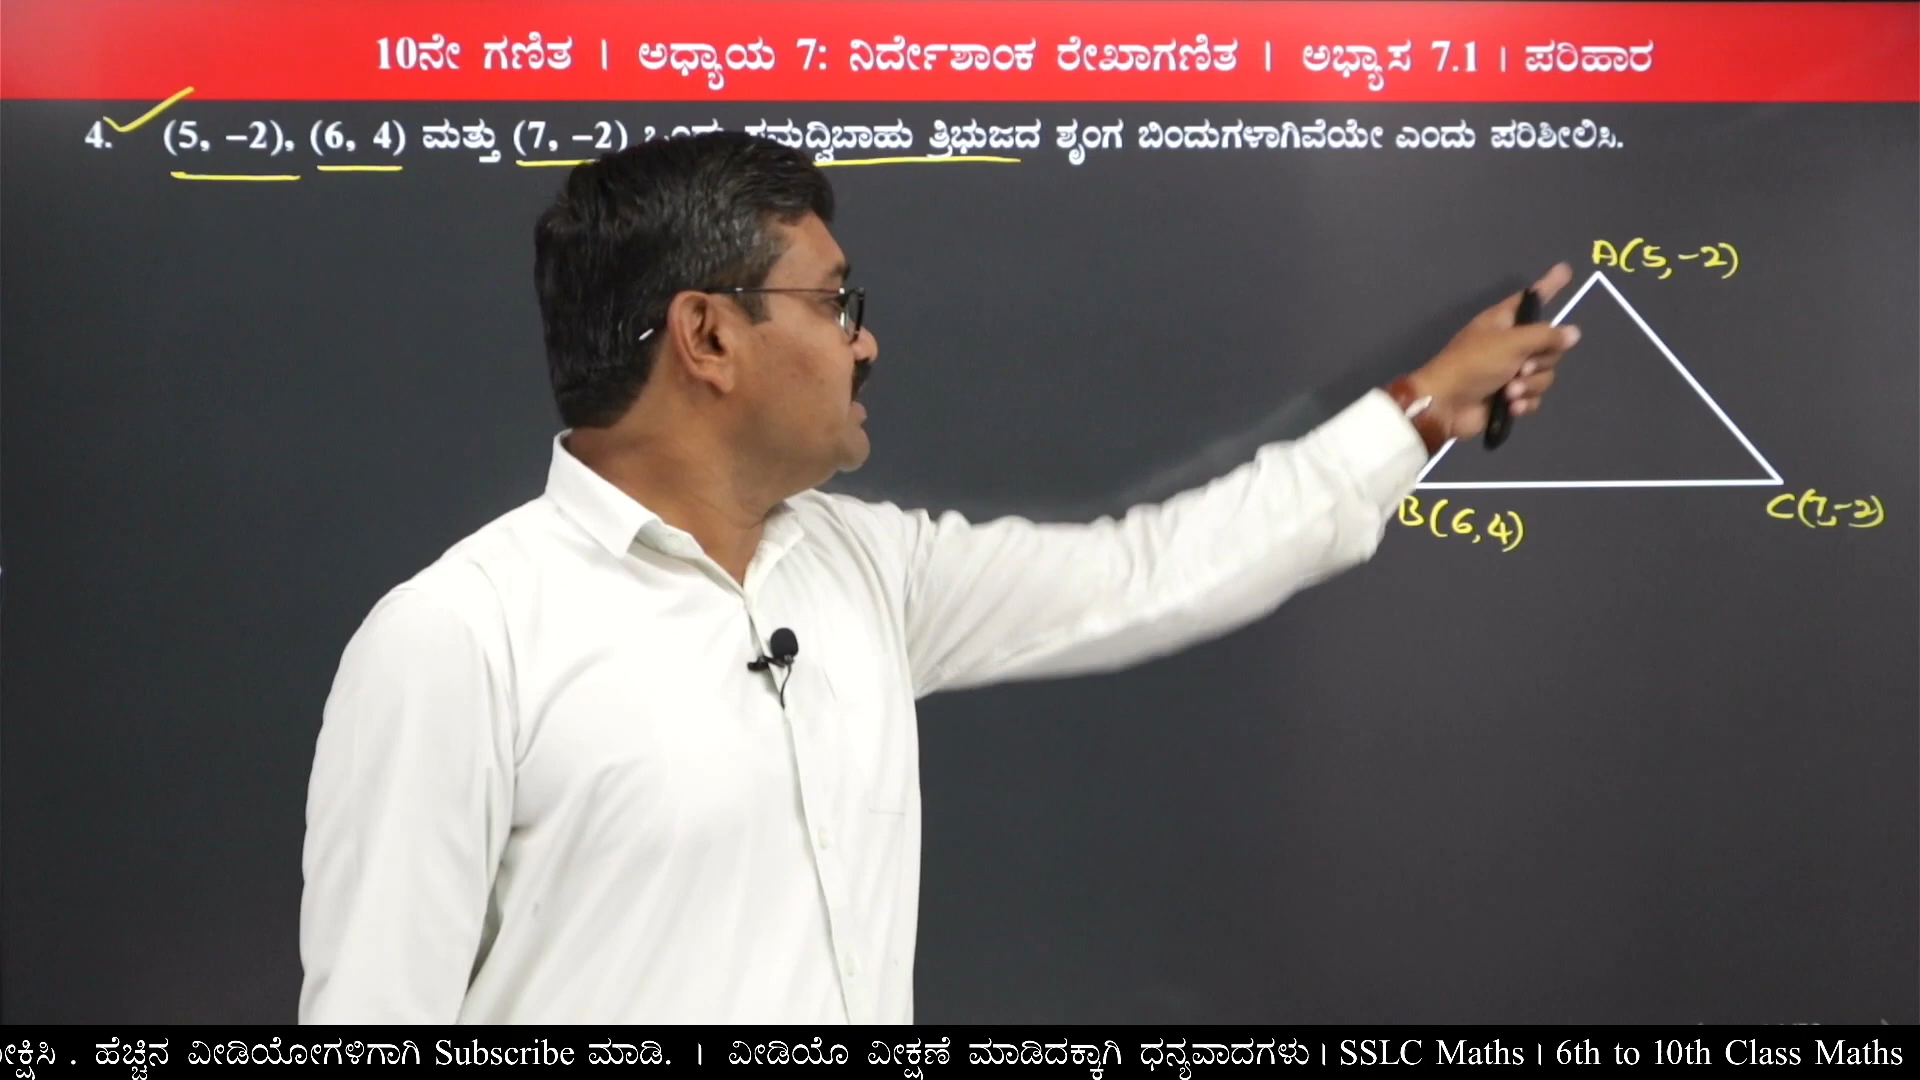 10ನೇ ಗಣಿತ । ಅಧ್ಯಾಯ 7: ನಿರ್ದೇಶಾಂಕ ರೇಖಾಗಣಿತ । ಅಭ್ಯಾಸ 7.1 । ಪರಿಹಾರ
4. (5, −2), (6, 4) ಮತ್ತು (7, −2) ತ್ರಿಭುಜದ ಶೃಂಗ ಬಿಂದುಗಳಾಗಿವೆಯೇ ಎಂದು ಪರಿಶೀಲಿಸಿ.
A(5,-2)
B(6,4)
C(7,-2)
. ಹೆಚ್ಚಿನ ವೀಡಿಯೋಗಳಿಗಾಗಿ Subscribe ಮಾಡಿ. । ವೀಡಿಯೊ ವೀಕ್ಷಣೆ ಮಾಡಿದಕ್ಕಾಗಿ ಧನ್ಯವಾದಗಳು । SSLC Maths । 6th to 10th Class Maths